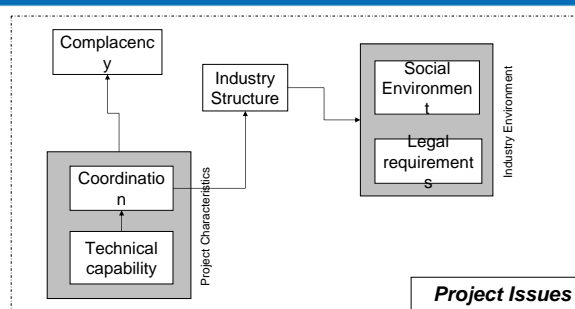 Complacenc
y
Industry
Structure
Social
Environmen
t
Legal
requirement
s
Industry Environment
Coordinatio
n
Technical
capability
Project Characteristics
Project Issues